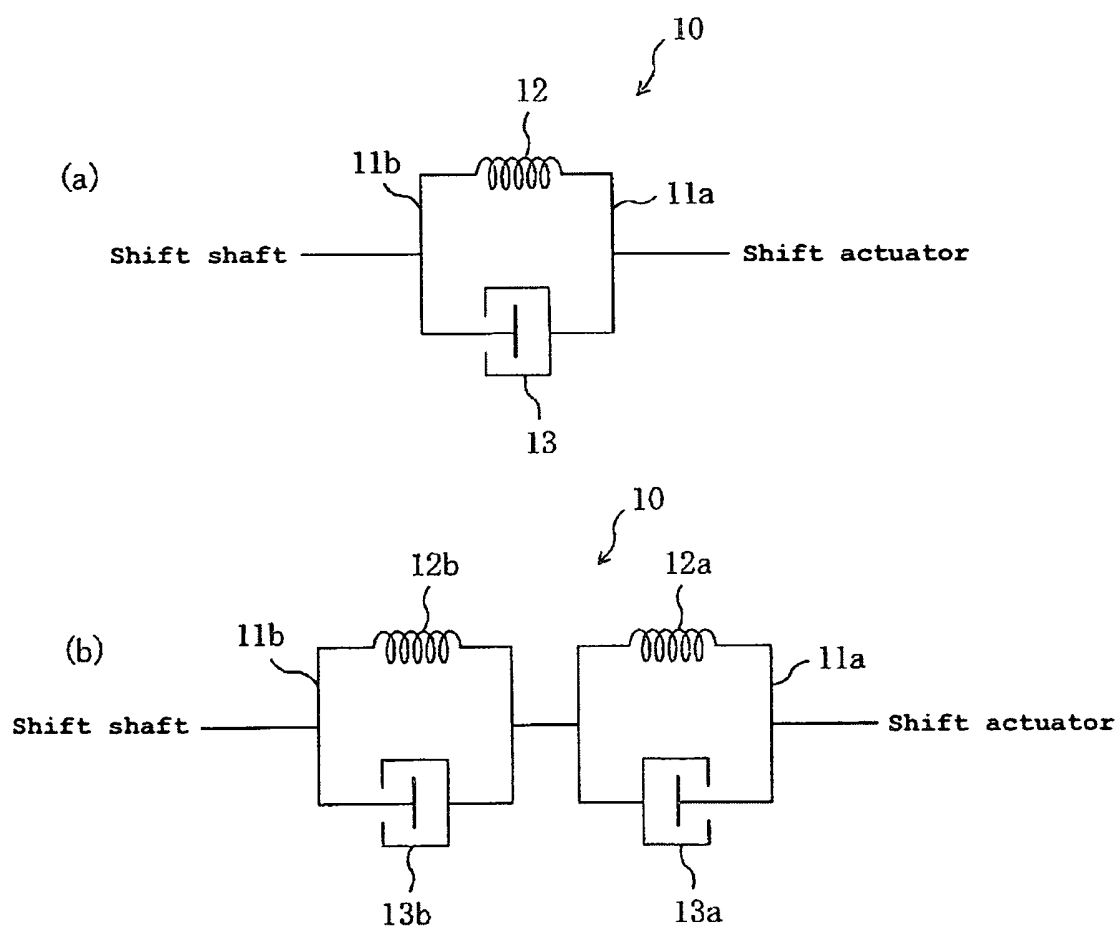 10
12
(a)
11b
11a
Shift shaft
Shift actuator
13
10
12b
12a
(b)
11b
11a
Shift shaft
Shift actuator
13b
13a